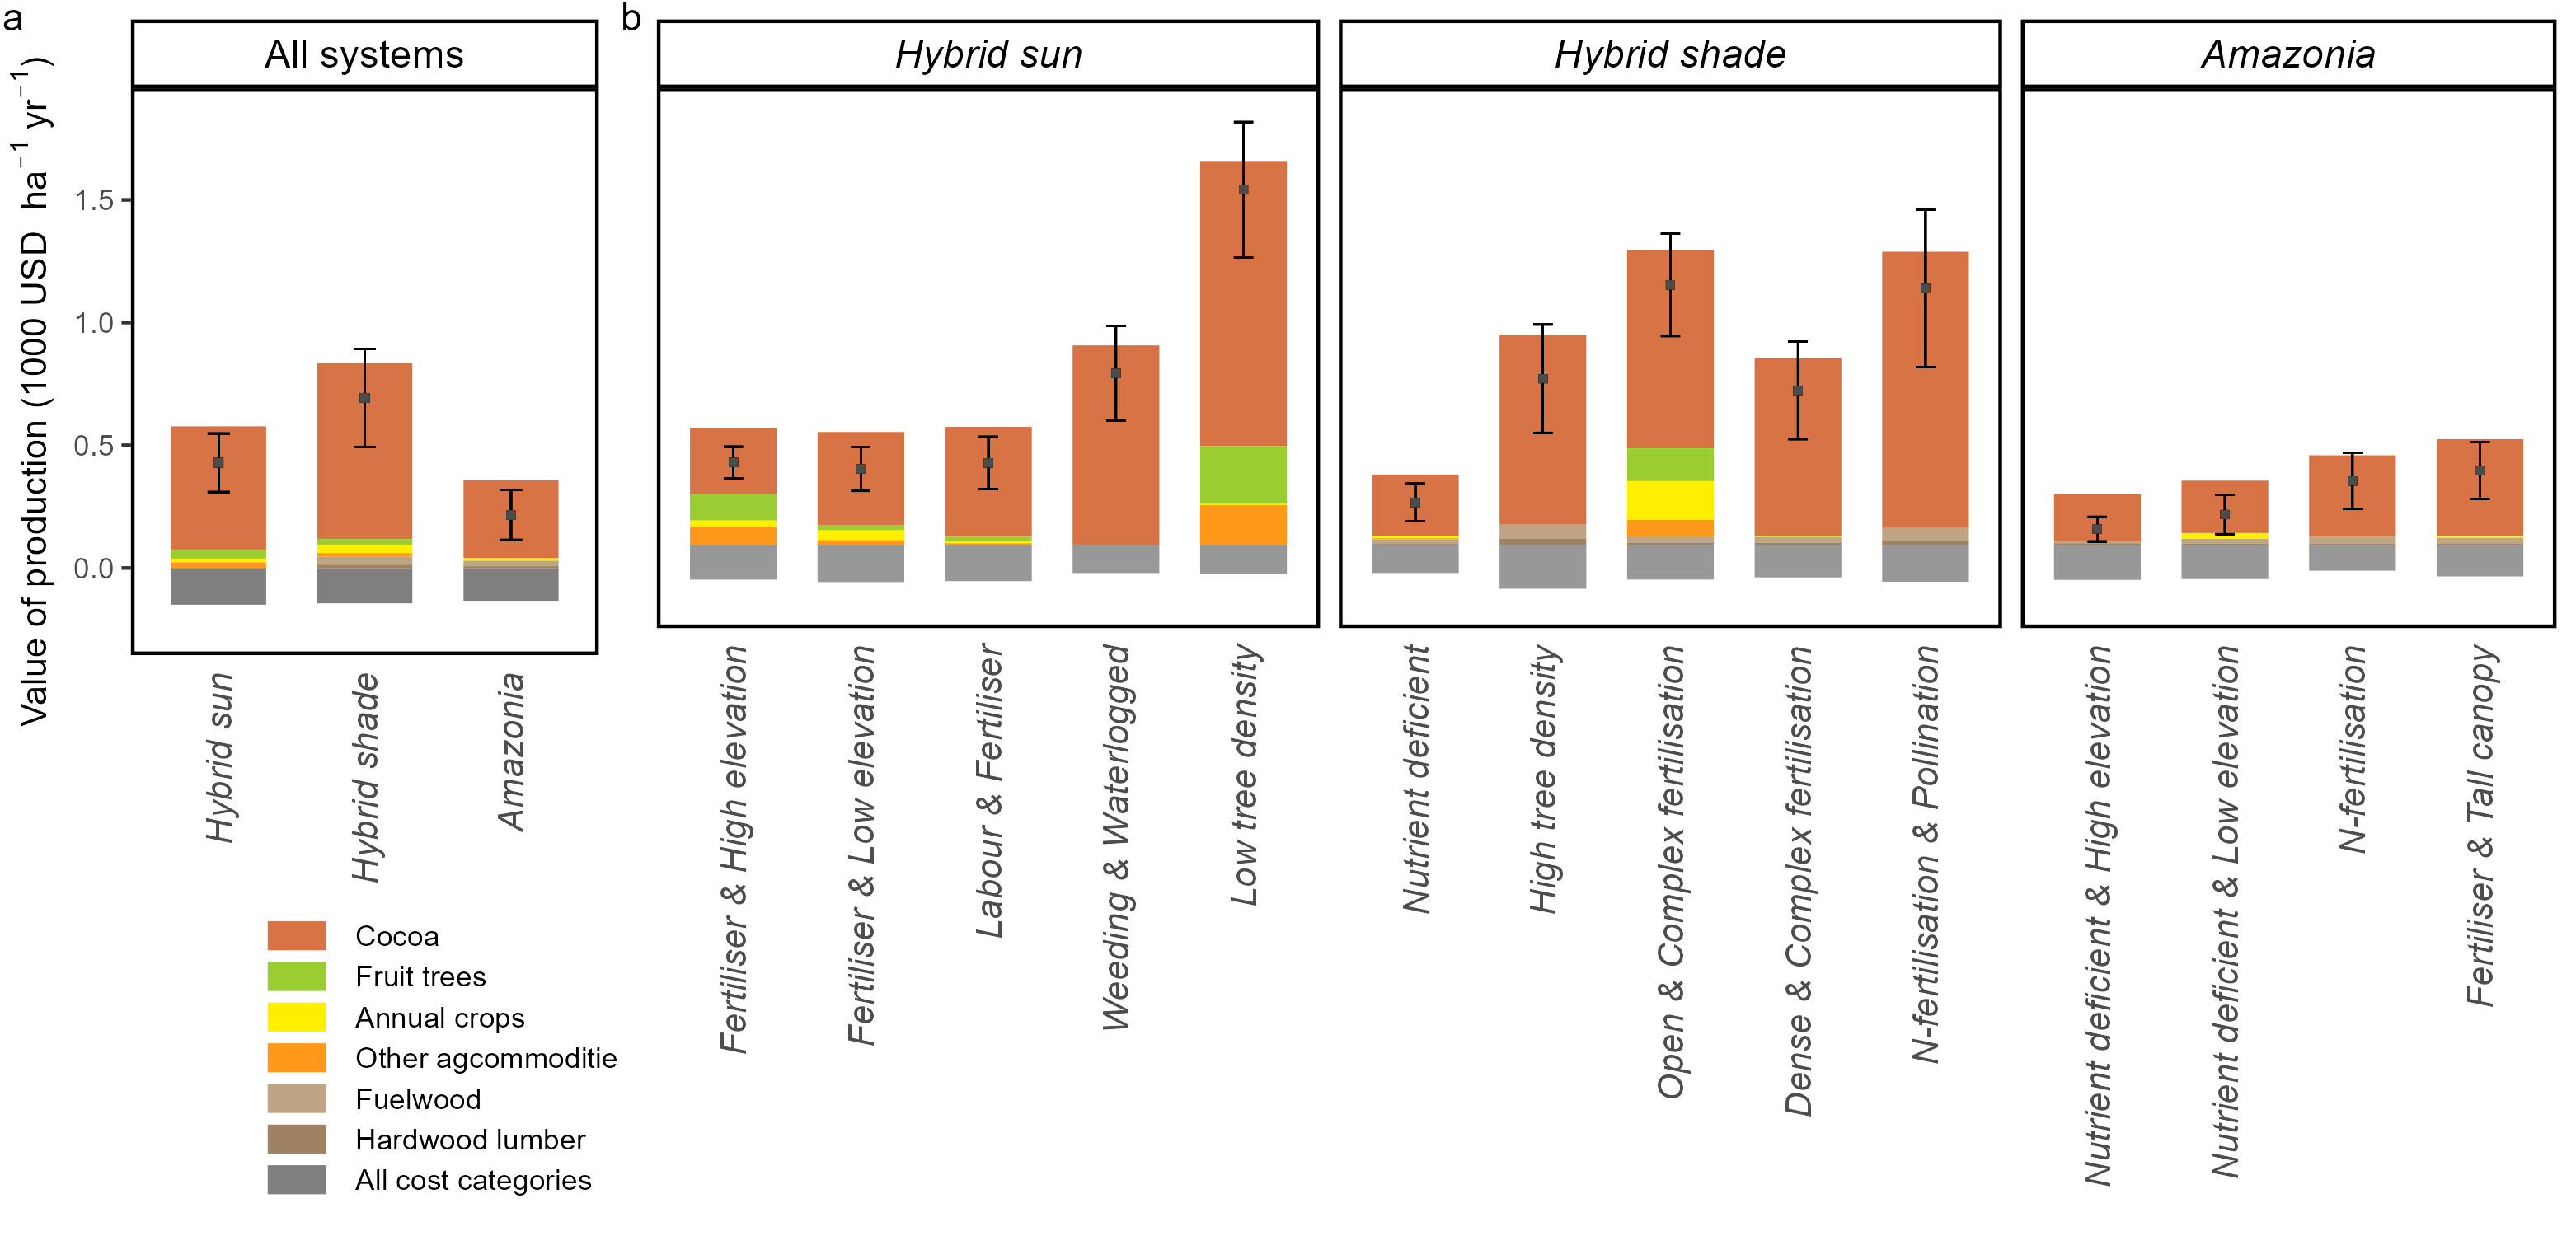 a
b
All systems
Hybrid sun
Hybrid shade
Amazonia
Value of production (1000 USD ha⁻¹ yr⁻¹)
1.5
1.0
0.5
0.0
Hybrid sun
Hybrid shade
Amazonia
Fertiliser & High elevation
Fertiliser & Low elevation
Labour & Fertiliser
Weeding & Waterlogged
Low tree density
Nutrient deficient
High tree density
Open & Complex fertilisation
Dense & Complex fertilisation
N-fertilisation & Pollination
Nutrient deficient & High elevation
Nutrient deficient & Low elevation
N-fertilisation
Fertiliser & Tall canopy
Cocoa
Fruit trees
Annual crops
Other agcommoditie
Fuelwood
Hardwood lumber
All cost categories